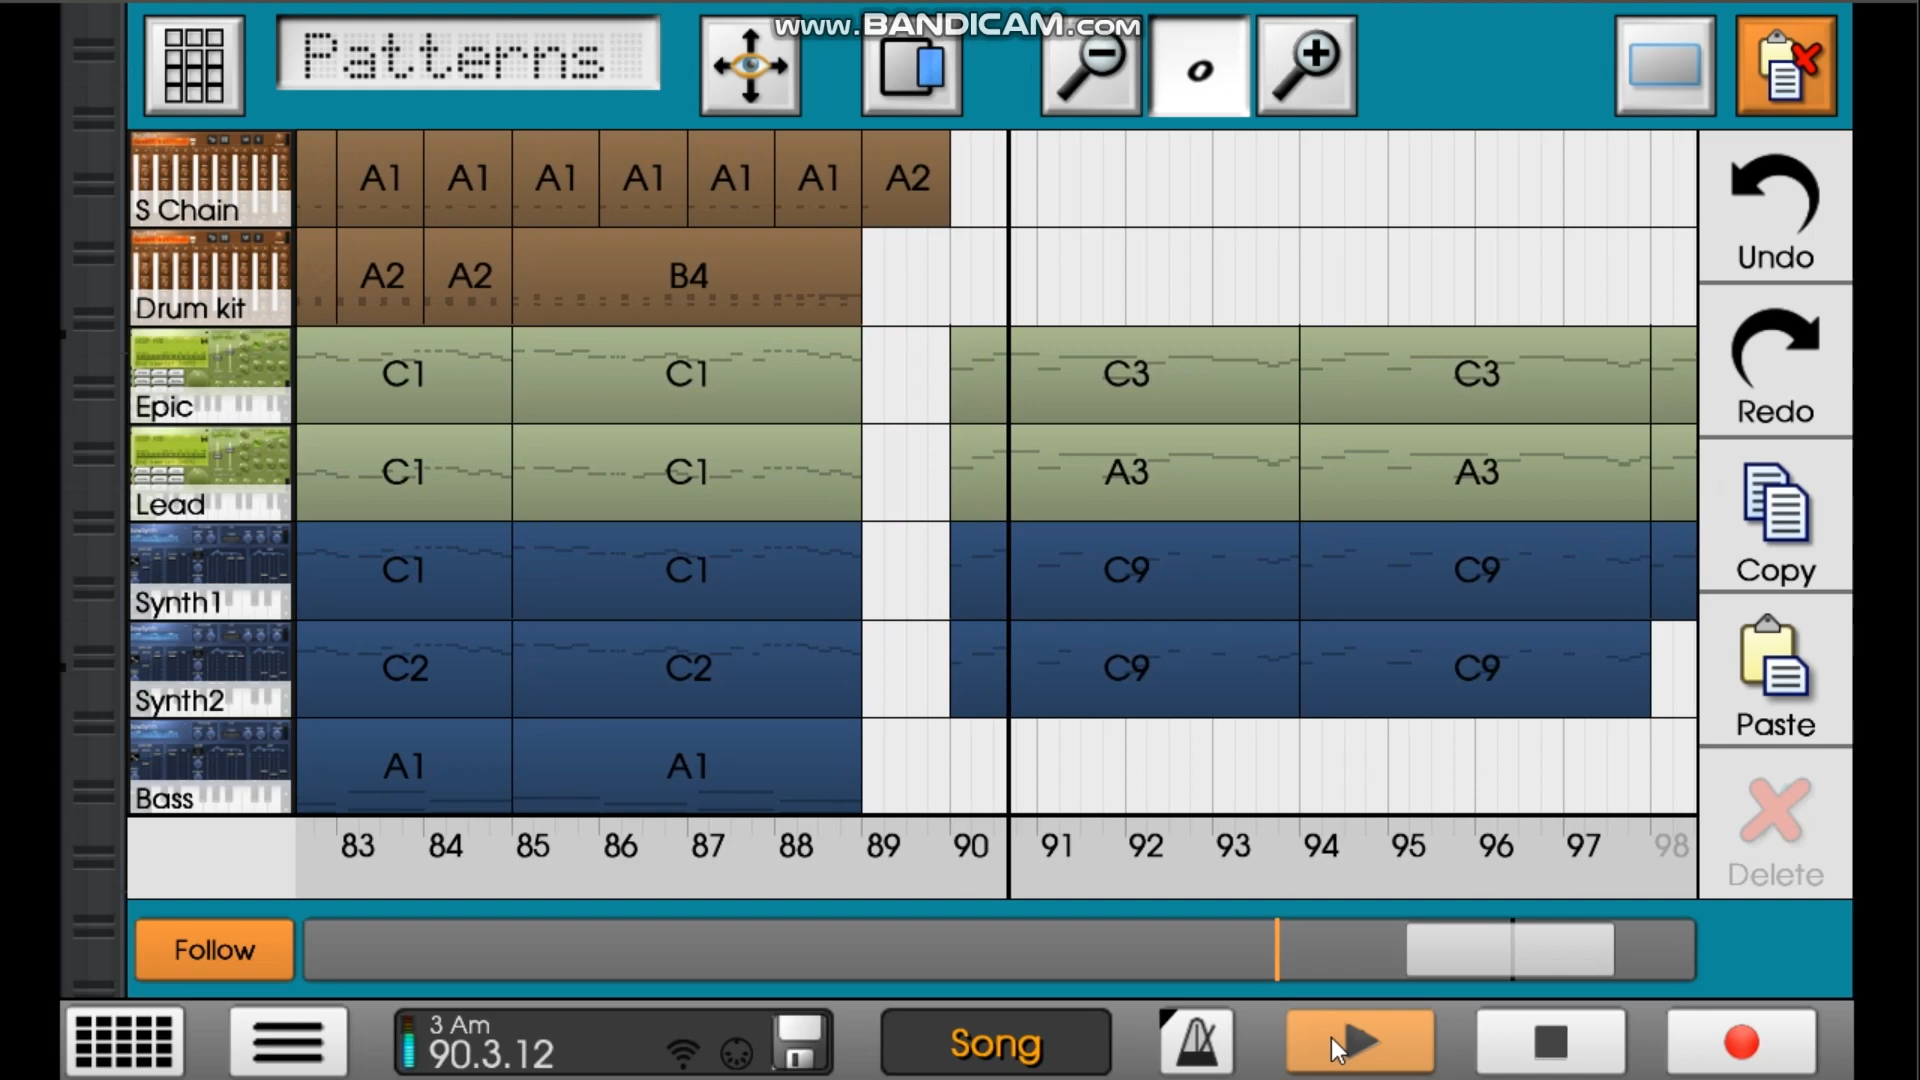 www.BANDICAM.com
Patterns
S Chain A1 A1 A1 A1 A1 A1 A2
Drum kit A2 A2 B4
Epic C1 C1 C3 C3
Lead C1 C1 A3 A3
Synth1 C1 C1 C9 C9
Synth2 C2 C2 C9 C9
Bass A1 A1
83 84 85 86 87 88 89 90 91 92 93 94 95 96 97 98
Undo
Redo
Copy
Paste
Delete
Follow
3 Am
90.3.12
Song